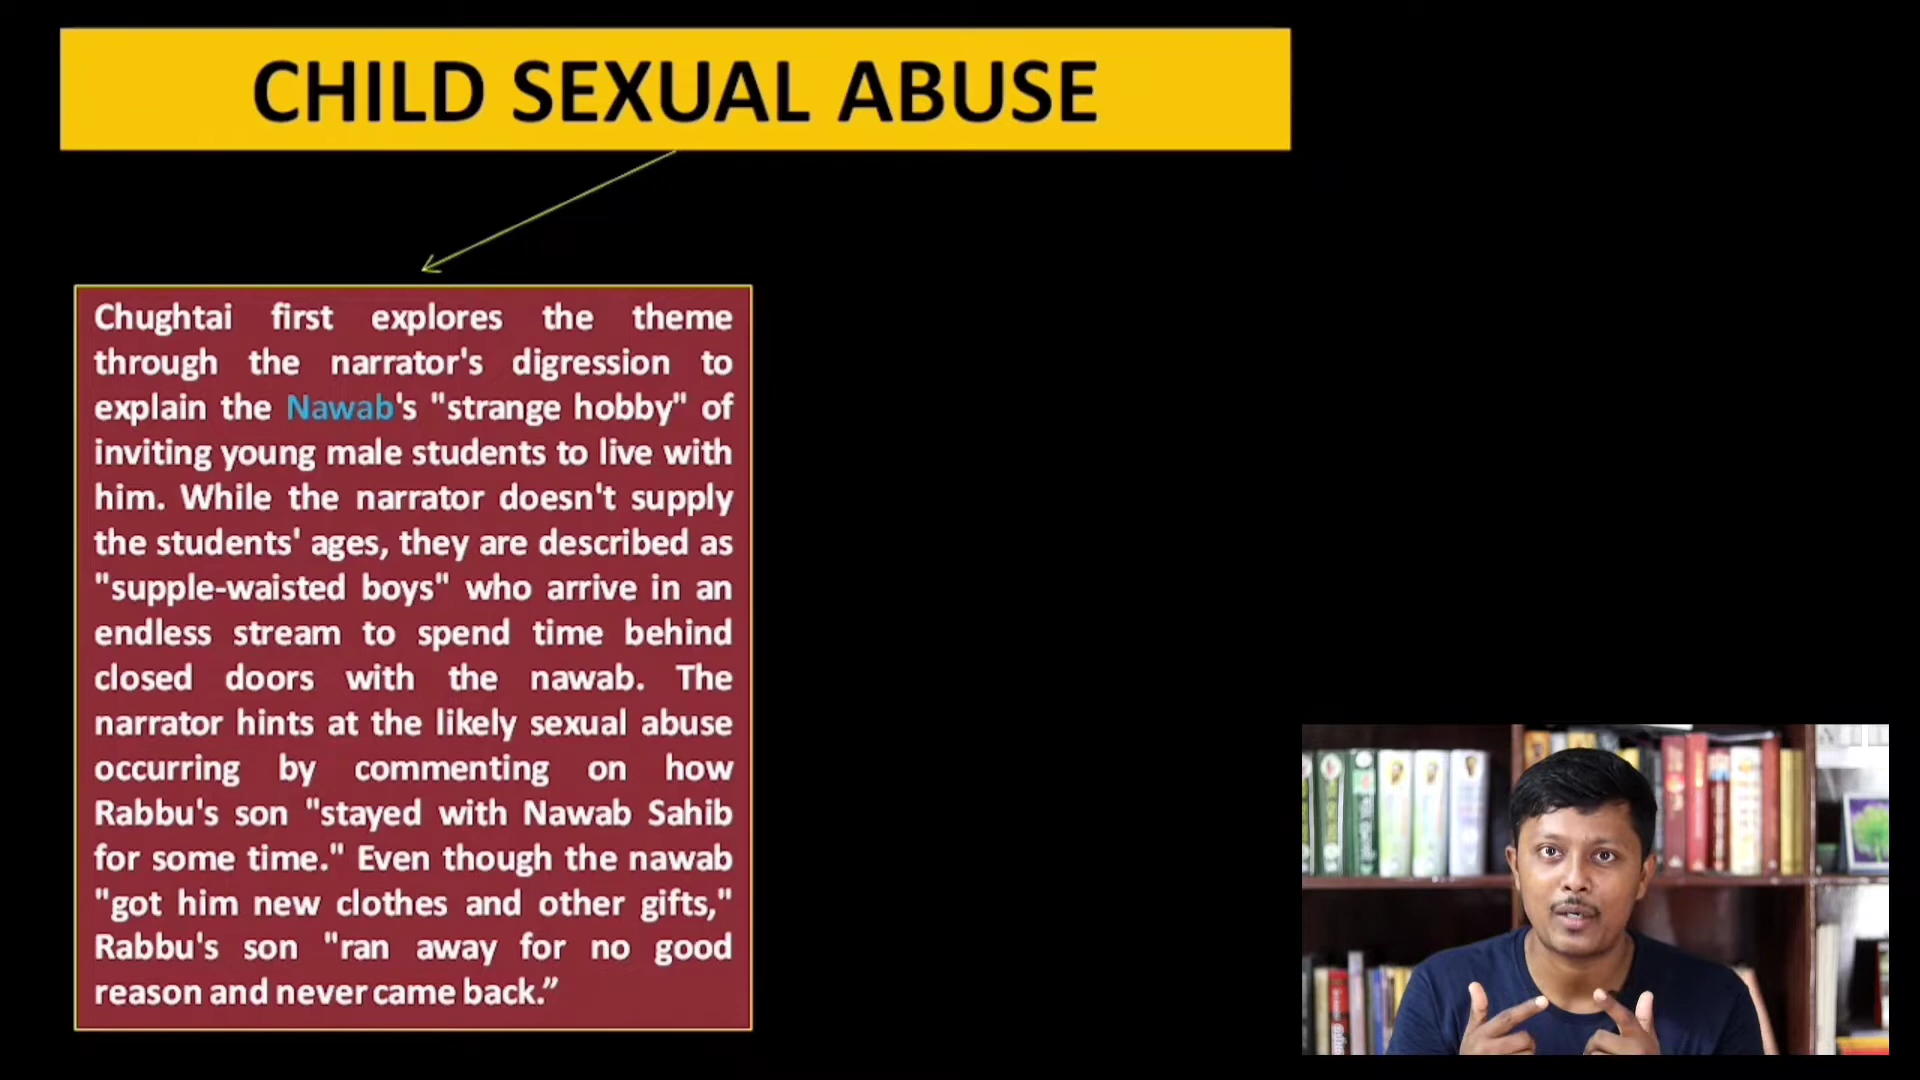 CHILD SEXUAL ABUSE
Chughtai first explores the theme
through the narrator's digression to
explain the Nawab's "strange hobby" of
inviting young male students to live with
him. While the narrator doesn't supply
the students' ages, they are described as
"supple-waisted boys" who arrive in an
endless stream to spend time behind
closed doors with the nawab. The
narrator hints at the likely sexual abuse
occurring by commenting on how
Rabbu's son "stayed with Nawab Sahib
for some time." Even though the nawab
"got him new clothes and other gifts,"
Rabbu's son "ran away for no good
reason and never came back.”